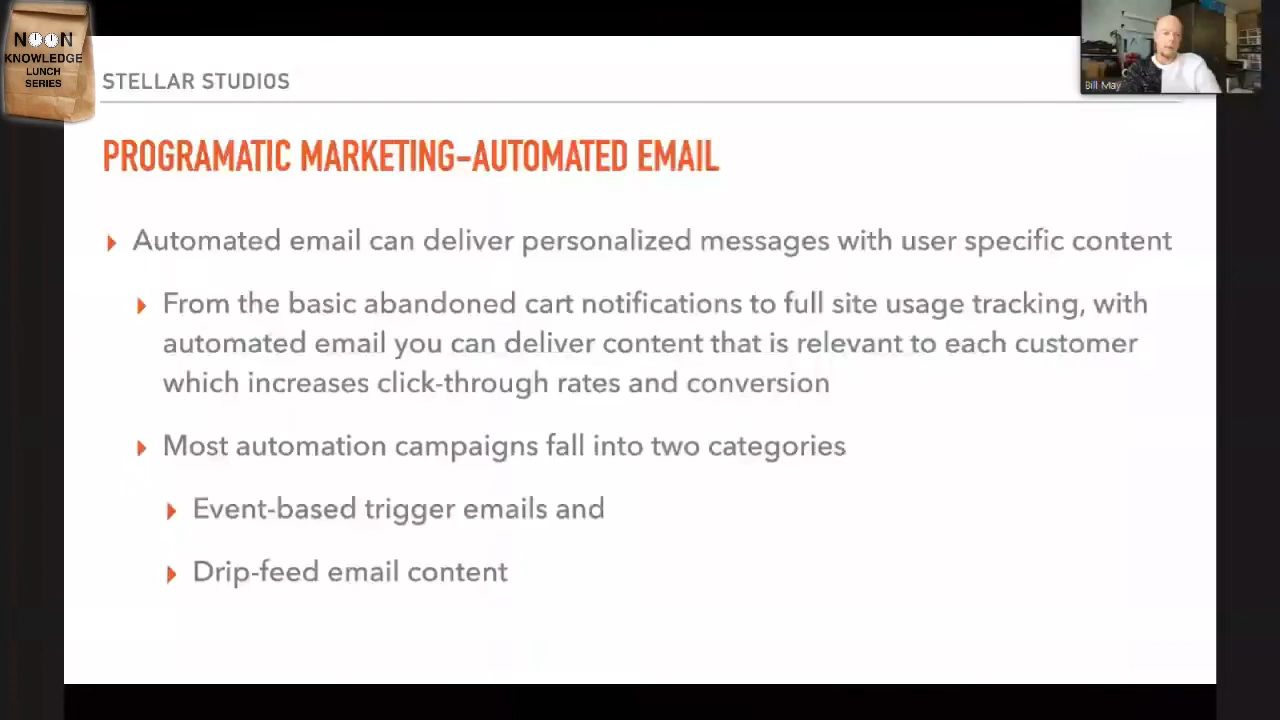 NOON
KNOWLEDGE
LUNCH
SERIES
STELLAR STUDIOS
Bill May
PROGRAMATIC MARKETING-AUTOMATED EMAIL
Automated email can deliver personalized messages with user specific content
From the basic abandoned cart notifications to full site usage tracking, with
automated email you can deliver content that is relevant to each customer
which increases click-through rates and conversion
Most automation campaigns fall into two categories
Event-based trigger emails and
Drip-feed email content